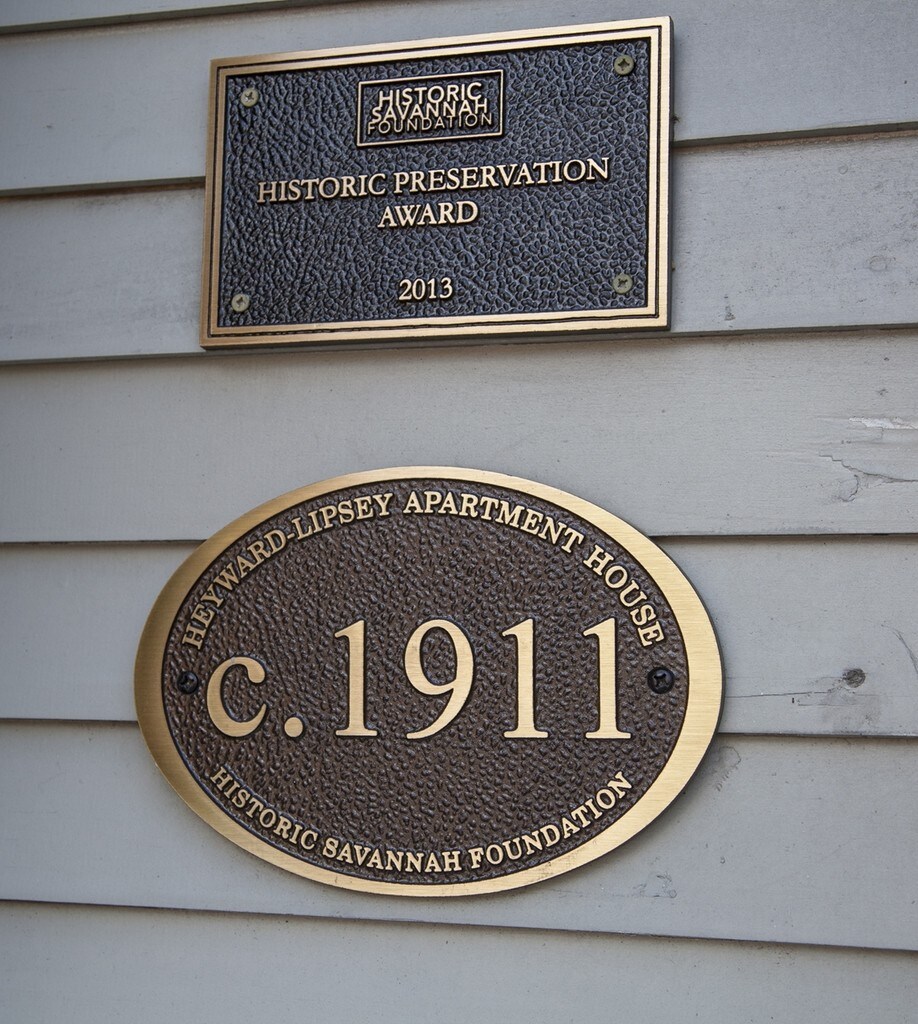 HISTORIC
SAVANNAH
FOUNDATION
HISTORIC PRESERVATION
AWARD
2013
HEYWARD-LIPSEY APARTMENT HOUSE
c.1911
HISTORIC SAVANNAH FOUNDATION